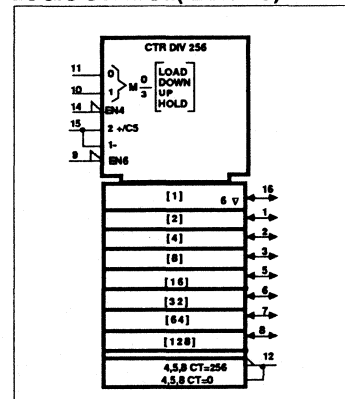 CTR DIV 256
11
0
10
1
M 0/3
LOAD
DOWN
UP
HOLD
14
EN4
15
2 +/C5
1-
9
EN6
[1]
6 ▽
16
[2]
1
[4]
2
[8]
3
[16]
5
[32]
6
[64]
7
[128]
8
4,5,8 CT=256
12
4,5,8 CT=0